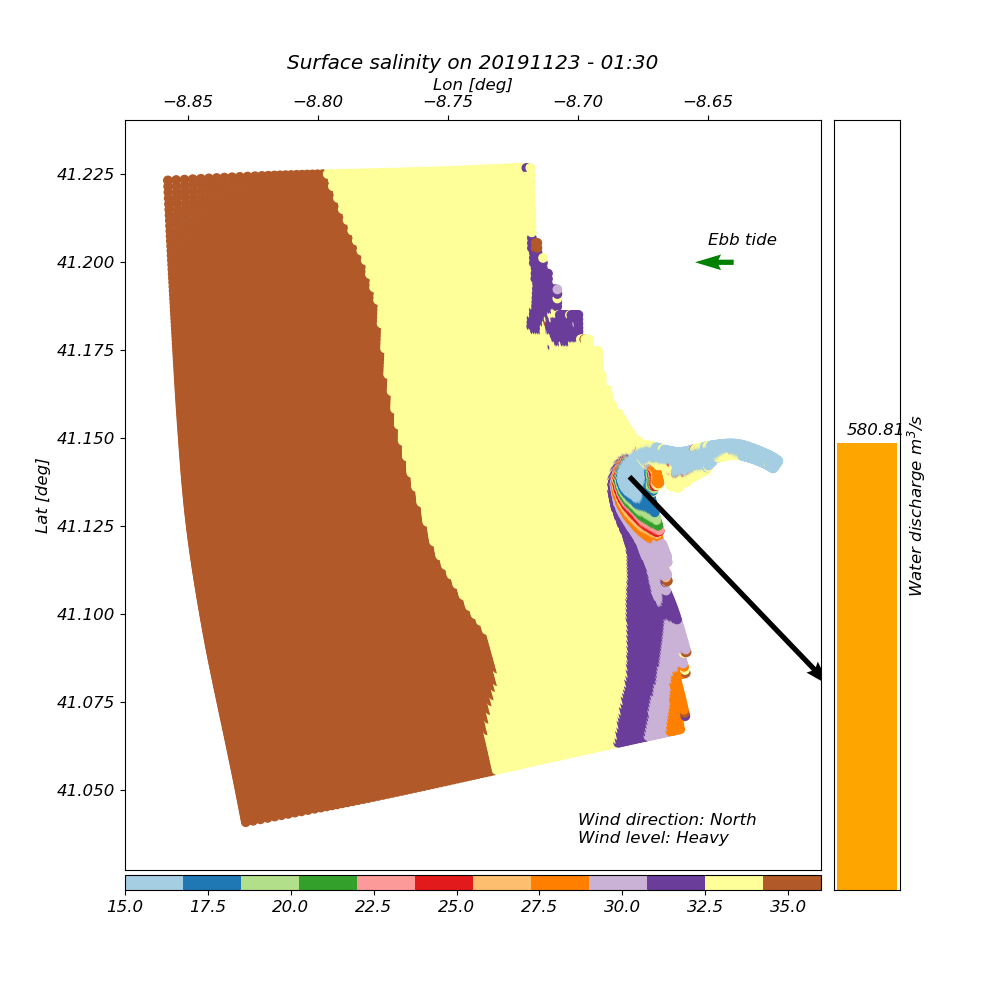 Surface salinity on 20191123 - 01:30
Lon [deg]
−8.85 −8.80 −8.75 −8.70 −8.65
41.225
41.200
41.175
41.150
41.125
41.100
41.075
41.050
Lat [deg]
Ebb tide
580.81
Water discharge m³/s
Wind direction: North
Wind level: Heavy
15.0 17.5 20.0 22.5 25.0 27.5 30.0 32.5 35.0